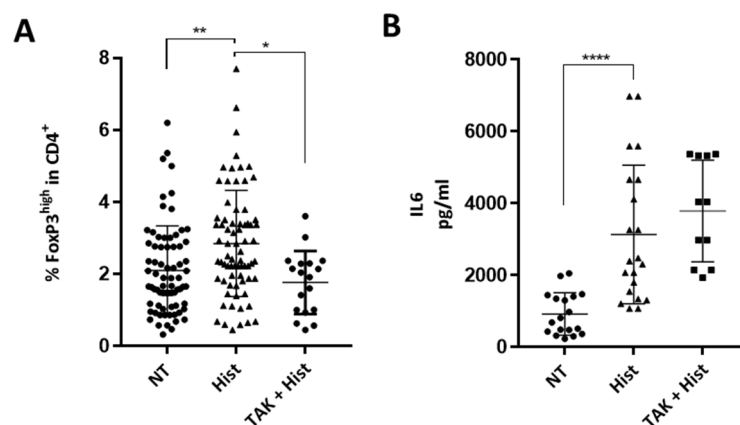 A
% FoxP3high in CD4+
8
6
4
2
0
**
*
NT
Hist
TAK + Hist
B
IL6
pg/ml
8000
6000
4000
2000
0
****
NT
Hist
TAK + Hist